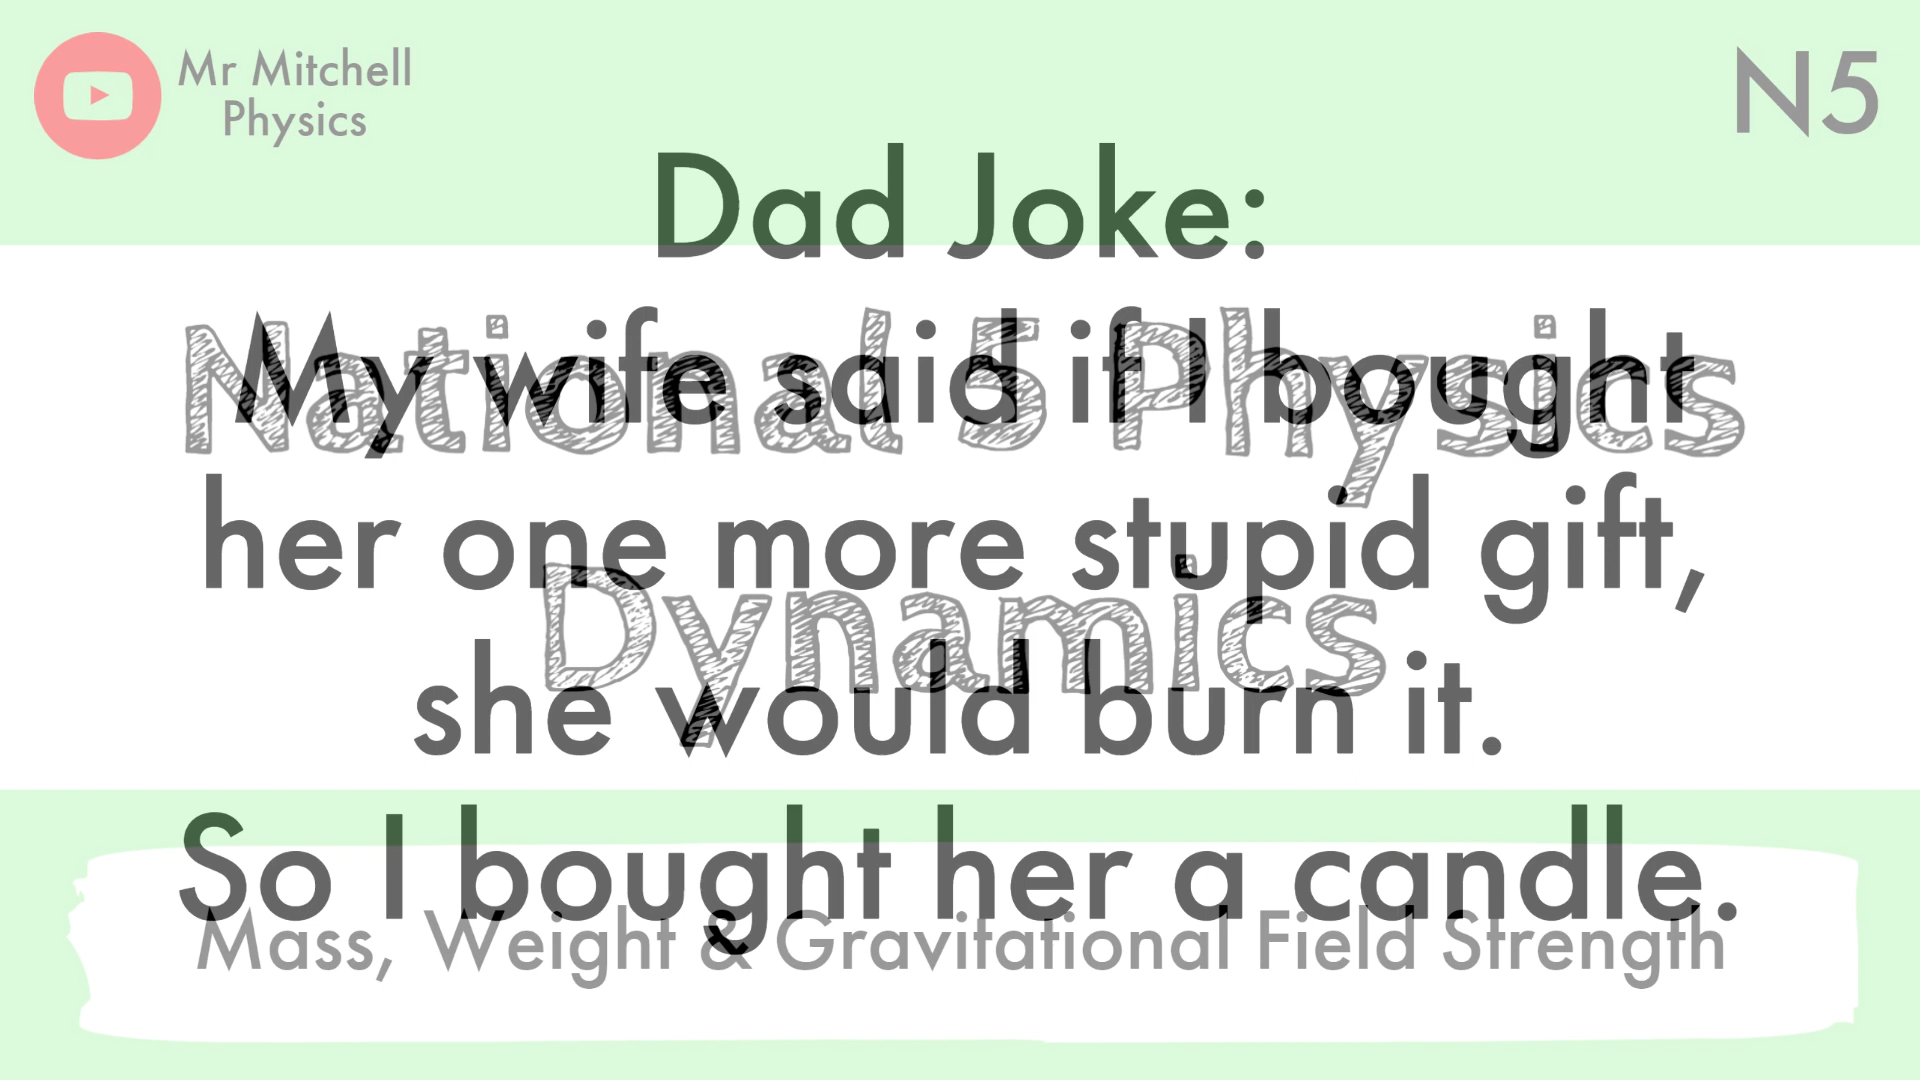 Mr Mitchell
Physics
N5
Dad Joke:
My wife said if I bought
her one more stupid gift,
she would burn it.
So I bought her a candle.
National 5 Physics
Dynamics
Mass, Weight & Gravitational Field Strength